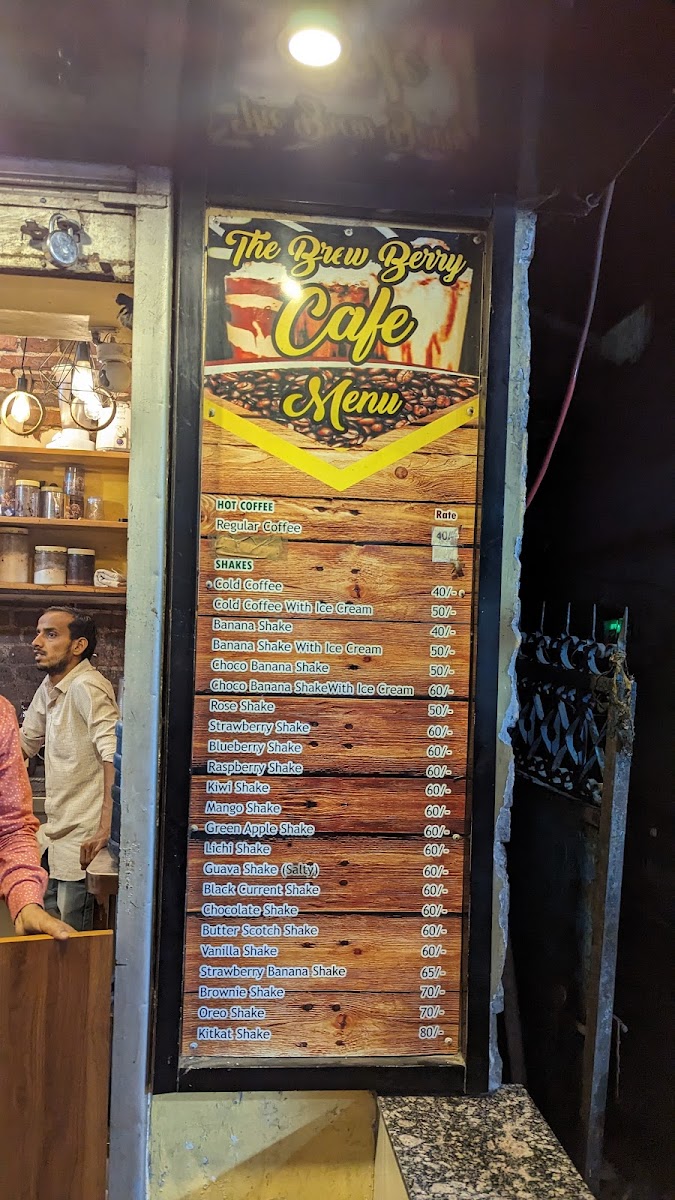 The Brew Berry
Cafe
Menu
HOT COFFEE Rate
Regular Coffee 40/-
SHAKES
Cold Coffee 40/-
Cold Coffee With Ice Cream 50/-
Banana Shake 40/-
Banana Shake With Ice Cream 50/-
Choco Banana Shake 50/-
Choco Banana ShakeWith Ice Cream 60/-
Rose Shake 50/-
Strawberry Shake 60/-
Blueberry Shake 60/-
Raspberry Shake 60/-
Kiwi Shake 60/-
Mango Shake 60/-
Green Apple Shake 60/-
Lichi Shake 60/-
Guava Shake (Salty) 60/-
Black Current Shake 60/-
Chocolate Shake 60/-
Butter Scotch Shake 60/-
Vanilla Shake 60/-
Strawberry Banana Shake 65/-
Brownie Shake 70/-
Oreo Shake 70/-
Kitkat Shake 80/-